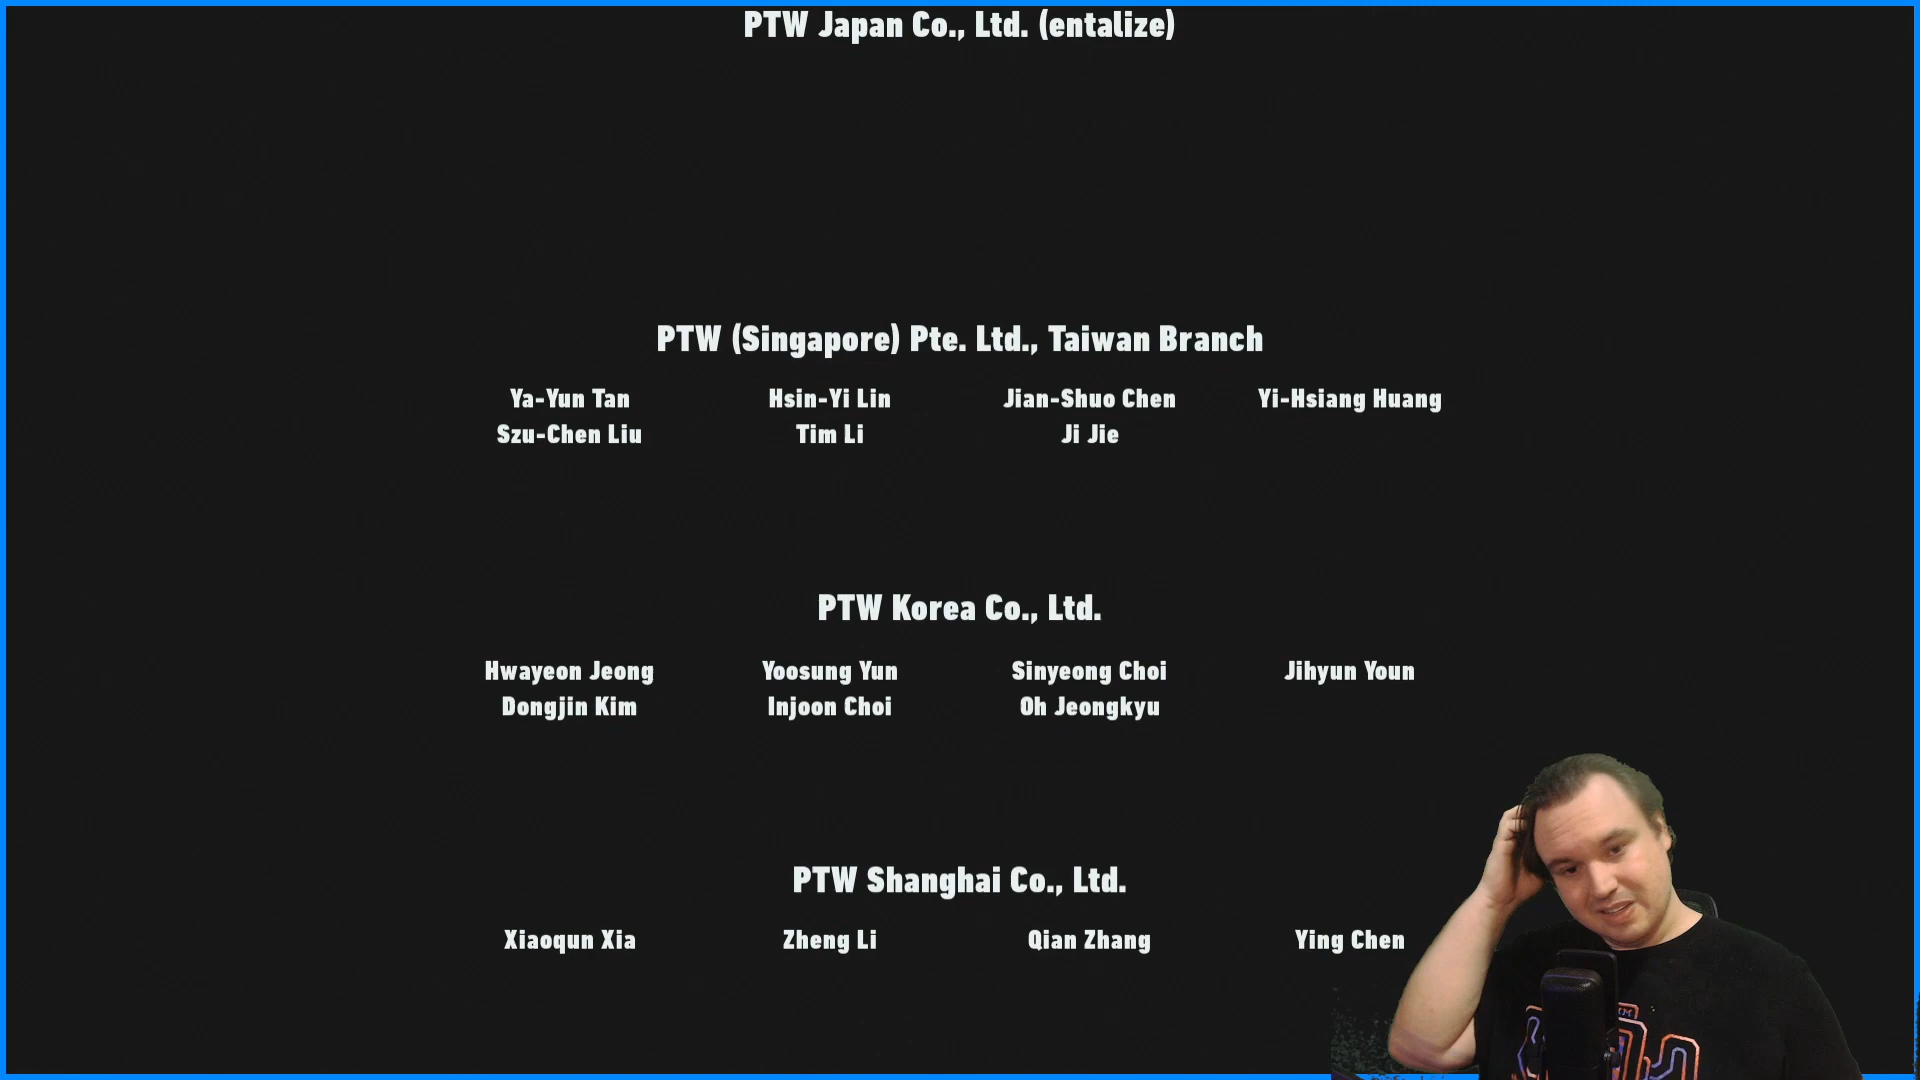 PTW Japan Co., Ltd. (entalize)
PTW (Singapore) Pte. Ltd., Taiwan Branch
Ya-Yun Tan Hsin-Yi Lin Jian-Shuo Chen Yi-Hsiang Huang
Szu-Chen Liu Tim Li Ji Jie
PTW Korea Co., Ltd.
Hwayeon Jeong Yoosung Yun Sinyeong Choi Jihyun Youn
Dongjin Kim Injoon Choi Oh Jeongkyu
PTW Shanghai Co., Ltd.
Xiaoqun Xia Zheng Li Qian Zhang Ying Chen